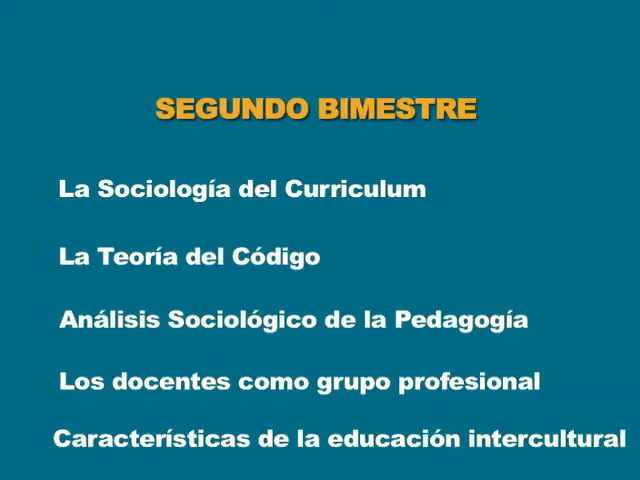 SEGUNDO BIMESTRE
La Sociología del Curriculum
La Teoría del Código
Análisis Sociológico de la Pedagogía
Los docentes como grupo profesional
Características de la educación intercultural